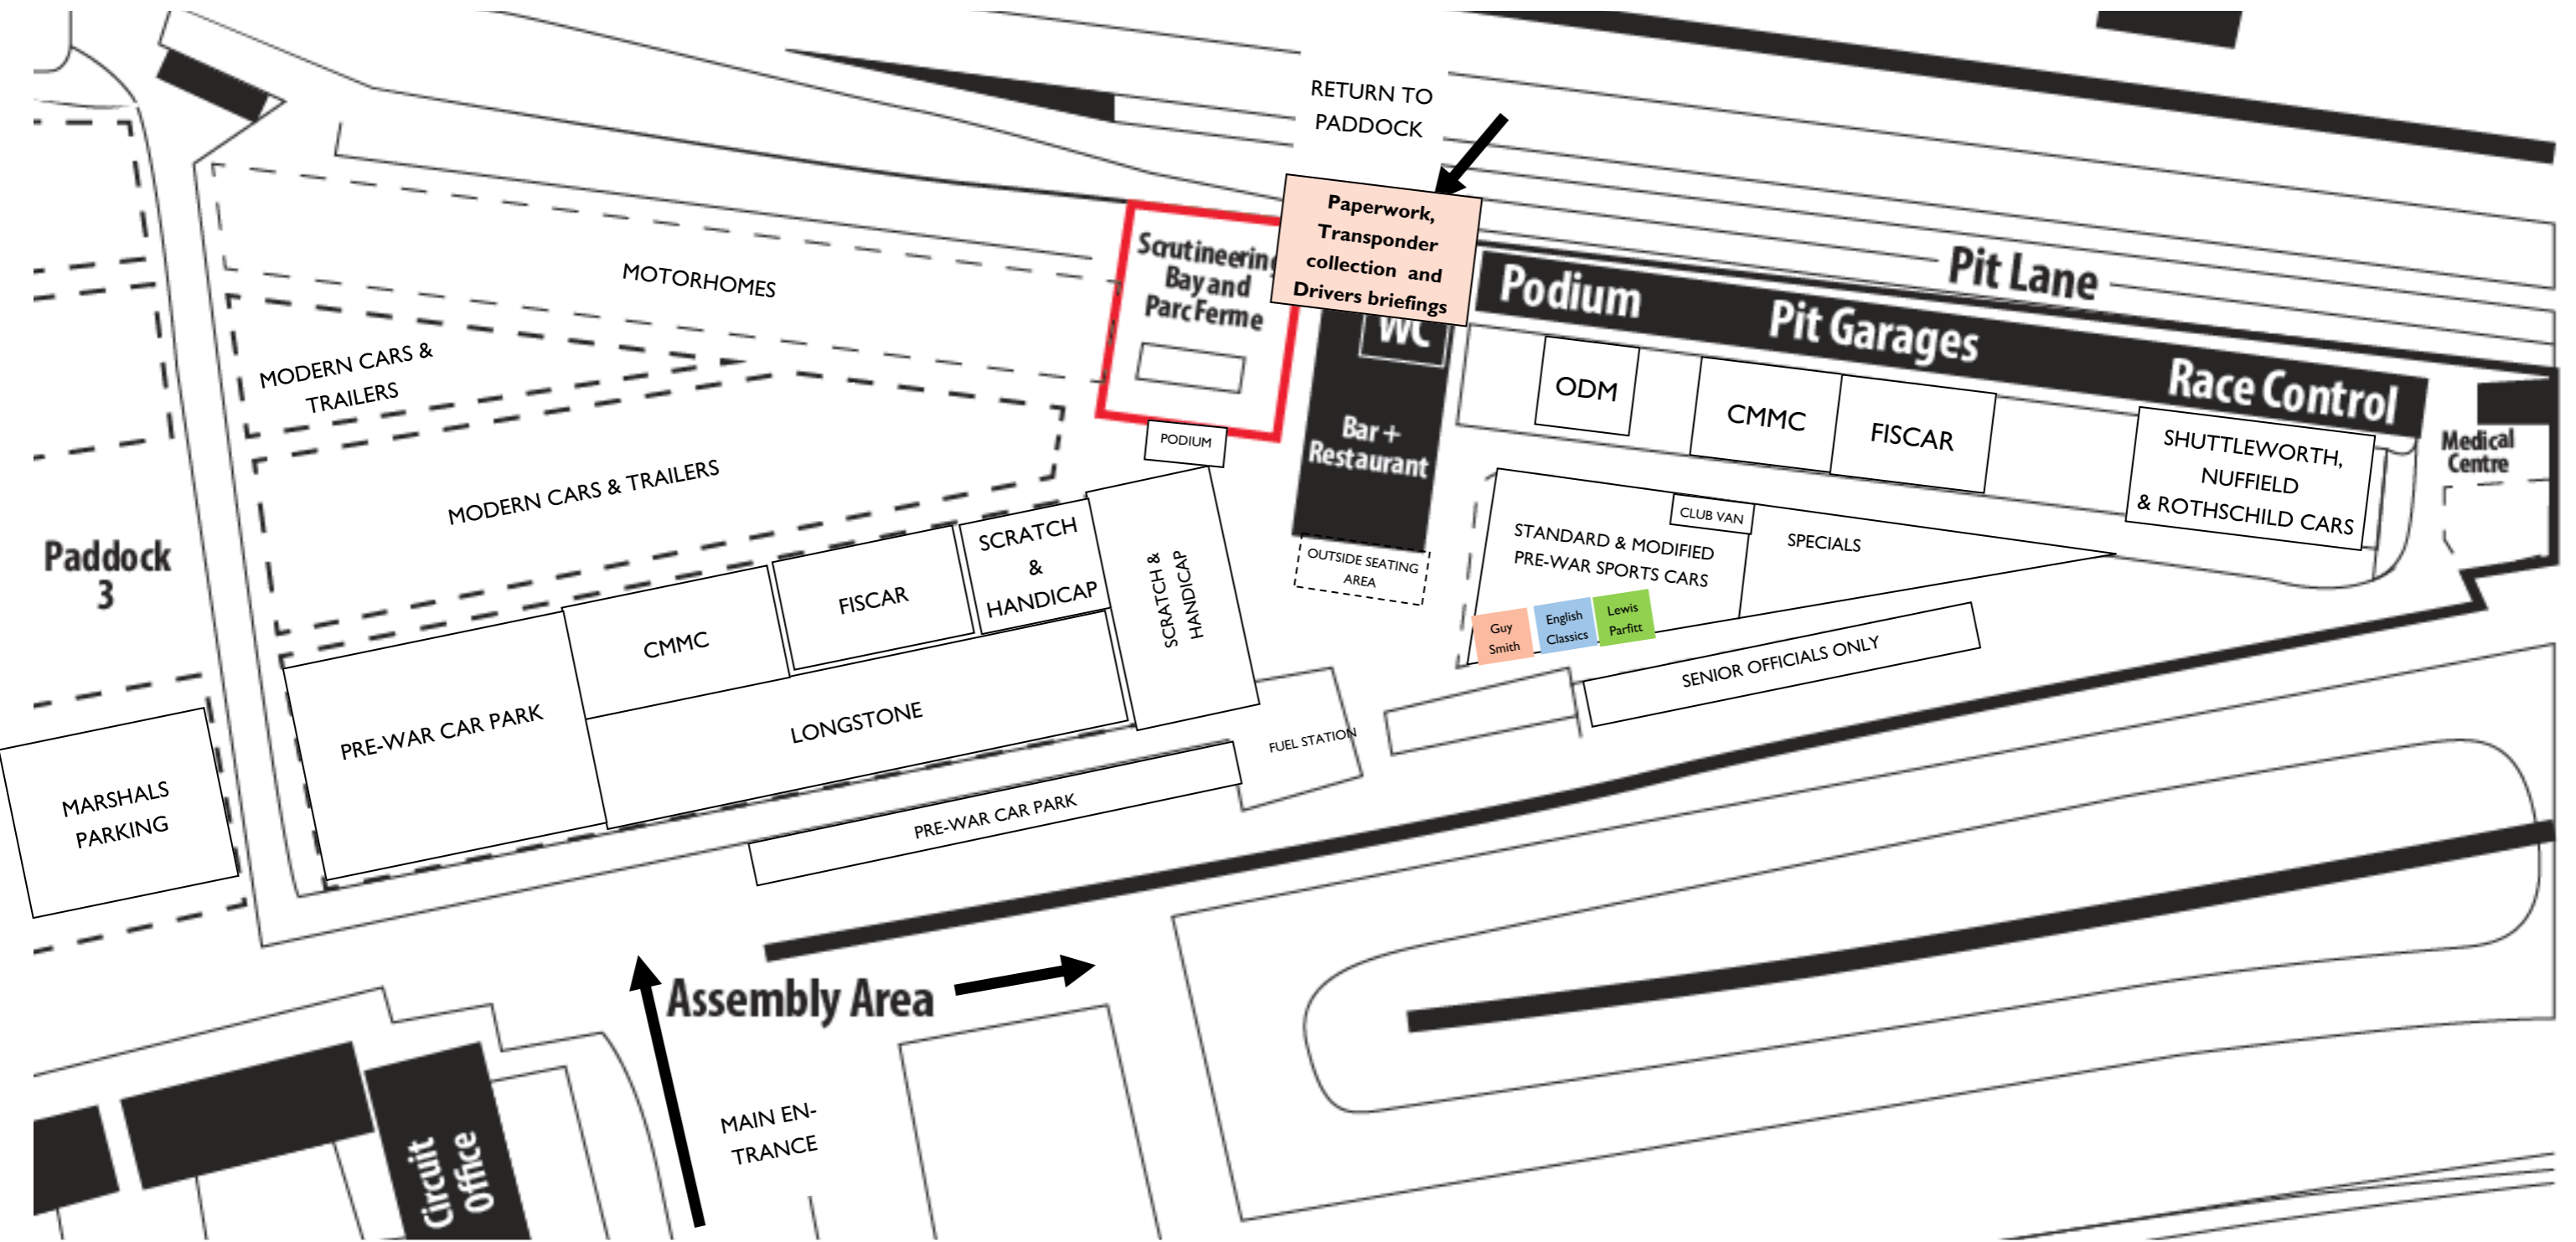 RETURN TO
PADDOCK
Paperwork,
Transponder
collection and
Drivers briefings
Scrutineering
Bay and
Parc Ferme
MOTORHOMES
MODERN CARS &
TRAILERS
MODERN CARS & TRAILERS
PODIUM
WC
Bar +
Restaurant
OUTSIDE SEATING
AREA
Podium
Pit Garages
Race Control
Pit Lane
ODM
CMMC
FISCAR
SHUTTLEWORTH,
NUFFIELD
& ROTHSCHILD CARS
Medical
Centre
CLUB VAN
STANDARD & MODIFIED
PRE-WAR SPORTS CARS
SPECIALS
Guy
Smith
English
Classics
Lewis
Parfitt
SENIOR OFFICIALS ONLY
Paddock
3
SCRATCH
&
HANDICAP
SCRATCH &
HANDICAP
FISCAR
CMMC
LONGSTONE
PRE-WAR CAR PARK
FUEL STATION
PRE-WAR CAR PARK
MARSHALS
PARKING
Assembly Area
MAIN EN-
TRANCE
Circuit
Office